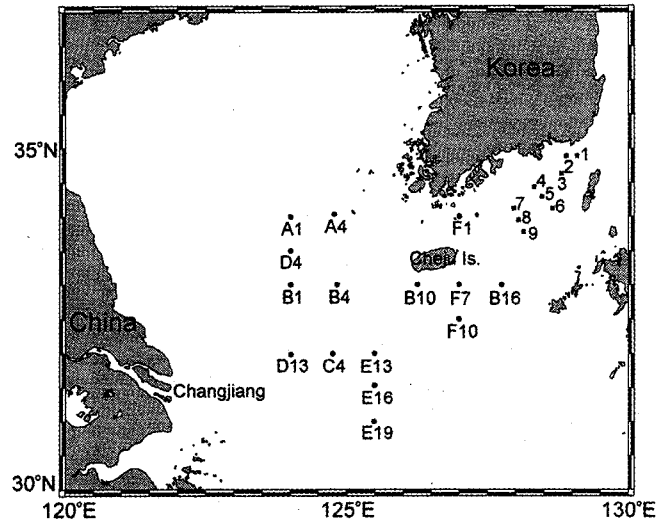 Korea
35°N
1
2
3
4
5
6
7
8
9
A1
A4
F1
D4
Cheju Is.
B1
B4
B10
F7
B16
China
F10
D13
C4
E13
Changjiang
E16
E19
30°N
120°E
125°E
130°E